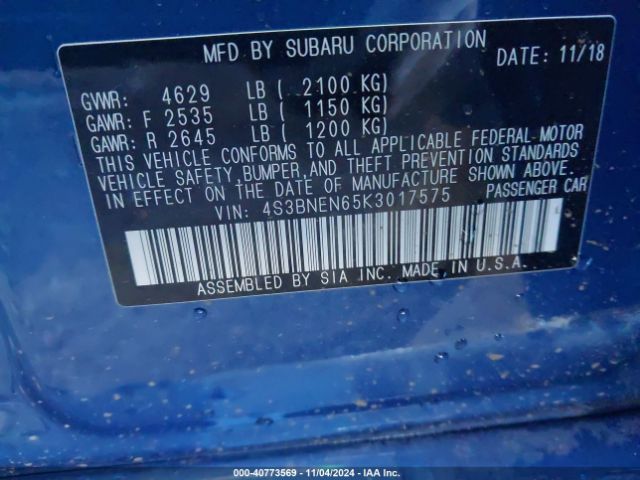 MFD BY SUBARU CORPORATION
DATE: 11/18
GVWR: 4629 LB ( 2100 KG)
GAWR: F 2535 LB ( 1150 KG)
GAWR: R 2645 LB ( 1200 KG)
THIS VEHICLE CONFORMS TO ALL APPLICABLE FEDERAL MOTOR
VEHICLE SAFETY, BUMPER, AND THEFT PREVENTION STANDARDS
IN EFFECT ON THE DATE OF MANUFACTURE SHOWN ABOVE.
VIN: 4S3BNEN65K3017575 PASSENGER CAR
ASSEMBLED BY SIA INC. MADE IN U.S.A.
000-40773569 - 11/04/2024 - IAA Inc.